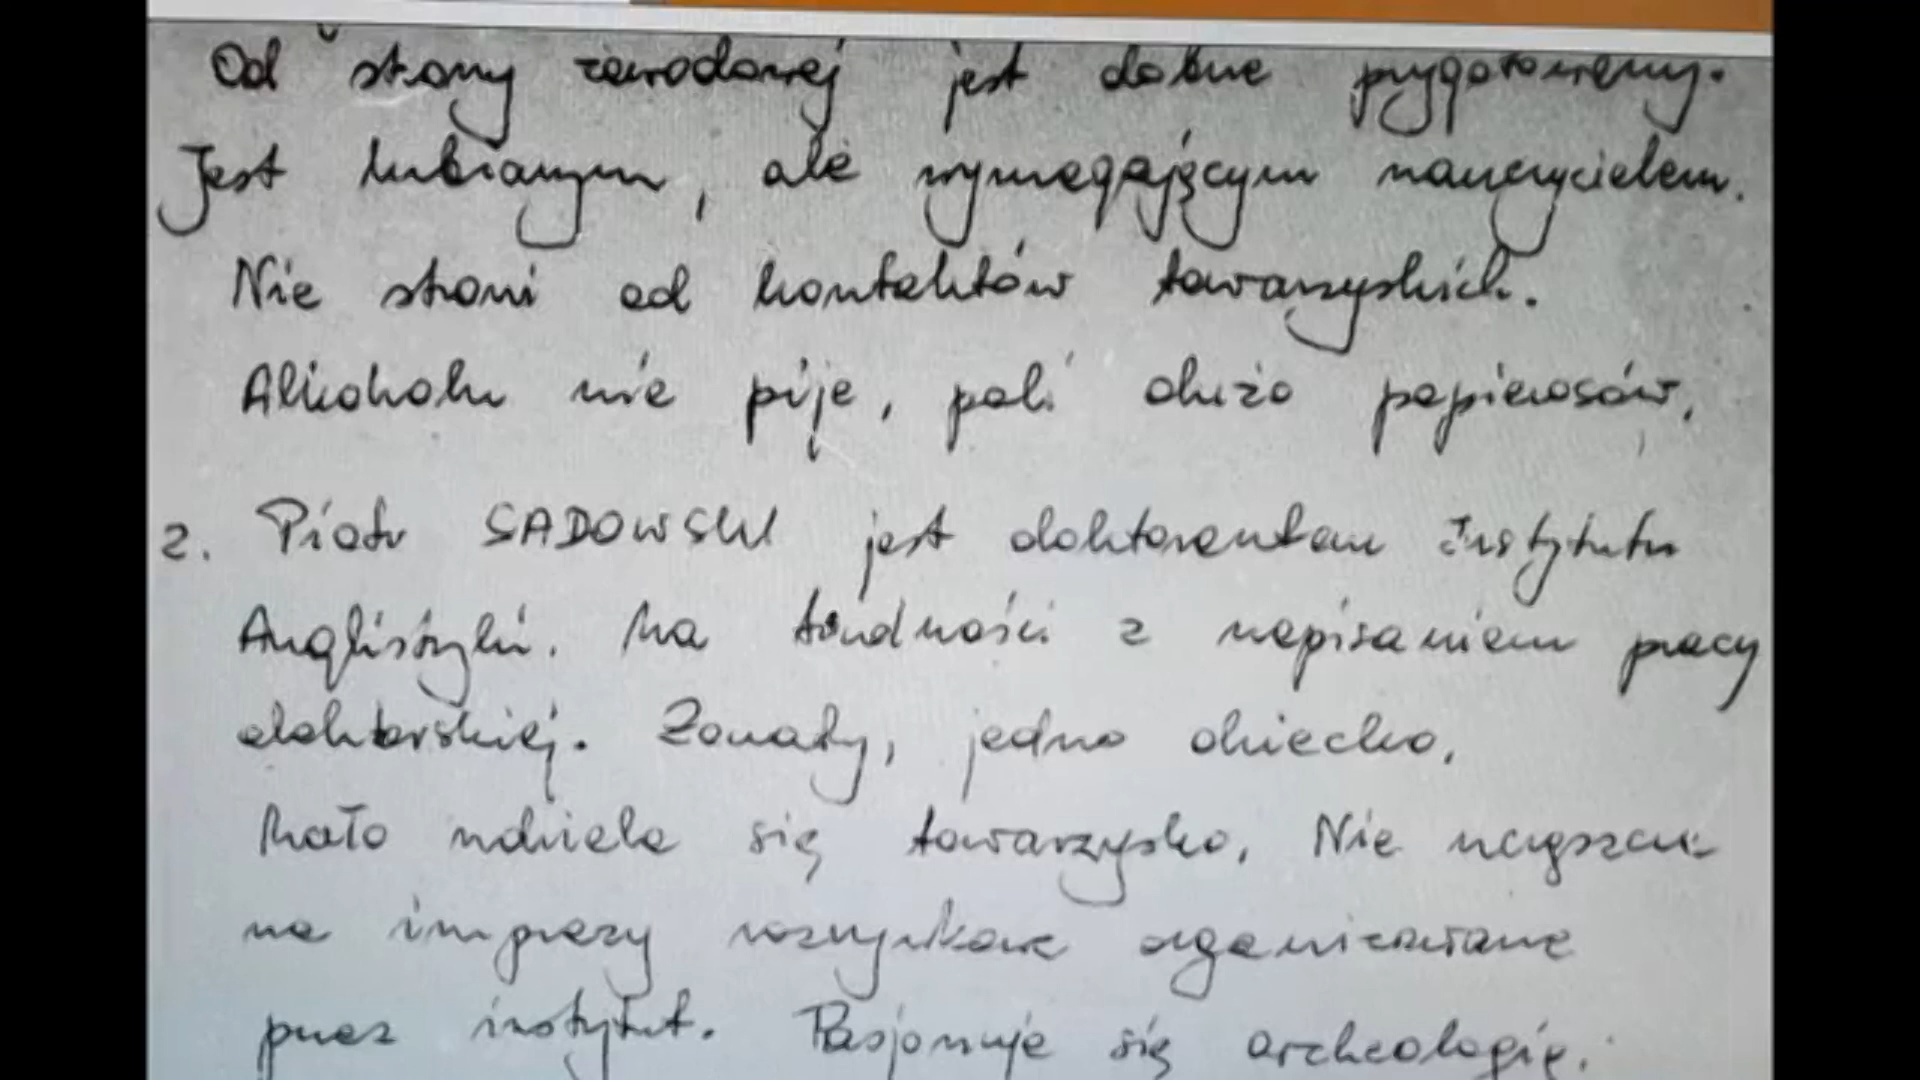 Od strony zawodowej jest dobrze przygotowany.
Jest lubianym, ale wymagającym nauczycielem.
Nie stroni od kontaktów towarzyskich.
Alkoholu nie pije, pali dużo papierosów.
2. Piotr SADOWSKI jest doktorantem Instytutu
Anglistyki. Ma trudności z napisaniem pracy
doktorskiej. Żonaty, jedno dziecko.
Mało udziela się towarzysko. Nie uczęszcza
na imprezy rozrywkowe organizowane
przez instytut. Pasjonuje się archeologią.